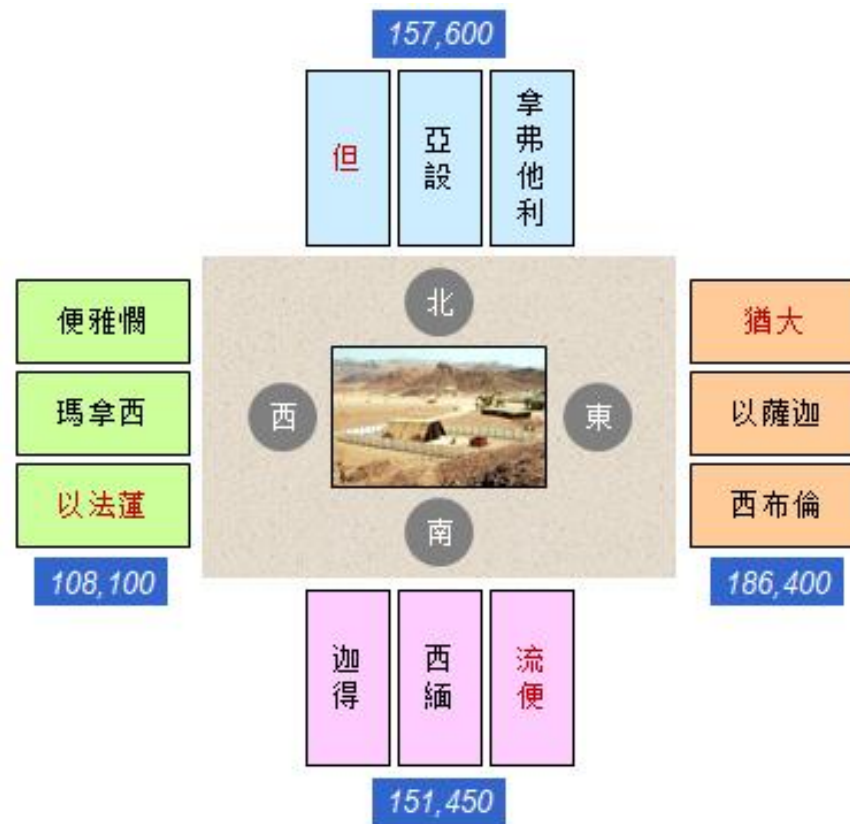 157,600
但
亞設
拿弗他利
北
便雅憫
瑪拿西
以法蓮
108,100
西
東
猶大
以薩迦
西布倫
186,400
南
迦得
西緬
流便
151,450